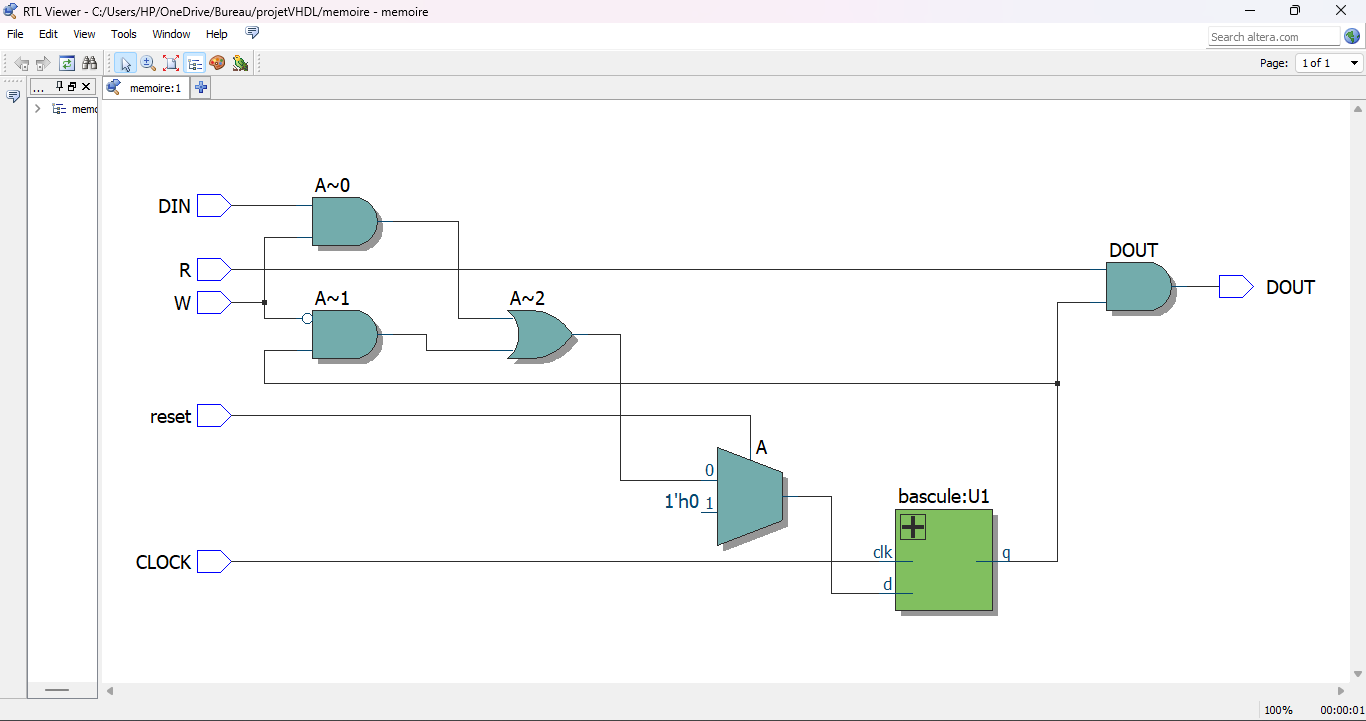 RTL Viewer - C:/Users/HP/OneDrive/Bureau/projetVHDL/memoire - memoire
File Edit View Tools Window Help
Search altera.com
Page: 1 of 1
...
memoire:1
memo
A~0
DIN
DOUT
R
W
A~1
A~2
DOUT
reset
A
0
1'h0 1
bascule:U1
CLOCK
clk
q
d
100% 00:00:01